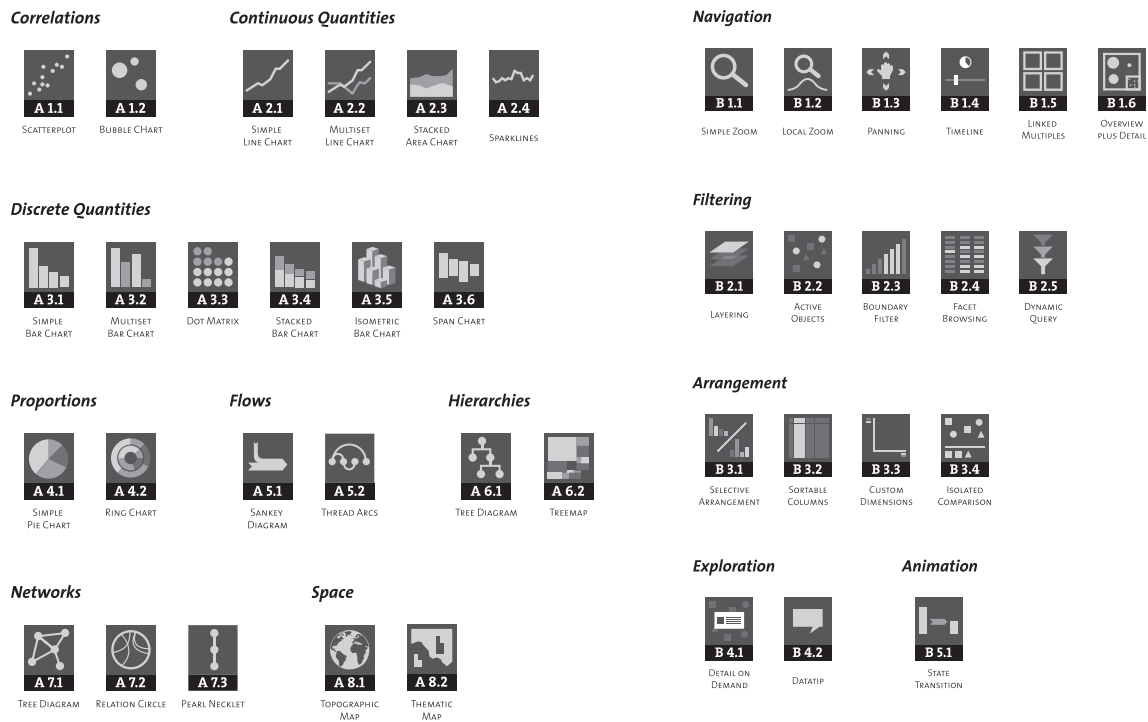 Correlations
A 1.1
Scatterplot
A 1.2
Bubble CHart
Continuous Quantities
A 2.1
Simple
Line Chart
A 2.2
Multiset
Line Chart
A 2.3
Stacked
Area Chart
A 2.4
Sparklines
Discrete Quantities
A 3.1
Simple
Bar Chart
A 3.2
Multiset
Bar Chart
A 3.3
Dot Matrix
A 3.4
Stacked
Bar Chart
A 3.5
Isometric
Bar Chart
A 3.6
Span Chart
Proportions
A 4.1
Simple
Pie Chart
A 4.2
Ring Chart
Flows
A 5.1
Sankey
Diagram
A 5.2
Thread Arcs
Hierarchies
A 6.1
Tree Diagram
A 6.2
Treemap
Networks
A 7.1
Tree Diagram
A 7.2
Relation Circle
A 7.3
Pearl Necklet
Space
A 8.1
Topographic
Map
A 8.2
Thematic
Map
Navigation
B 1.1
Simple Zoom
B 1.2
Local Zoom
B 1.3
Panning
B 1.4
Timeline
B 1.5
Linked
Multiples
B 1.6
Overview
plus Detail
Filtering
B 2.1
Layering
B 2.2
Active
Objects
B 2.3
Boundary
Filter
B 2.4
Facet
Browsing
B 2.5
Dynamic
Query
Arrangement
B 3.1
Selective
Arrangement
B 3.2
Sortable
Columns
B 3.3
Custom
Dimensions
B 3.4
Isolated
Comparison
Exploration
B 4.1
Detail on
Demand
B 4.2
Datatip
Animation
B 5.1
State
Transition